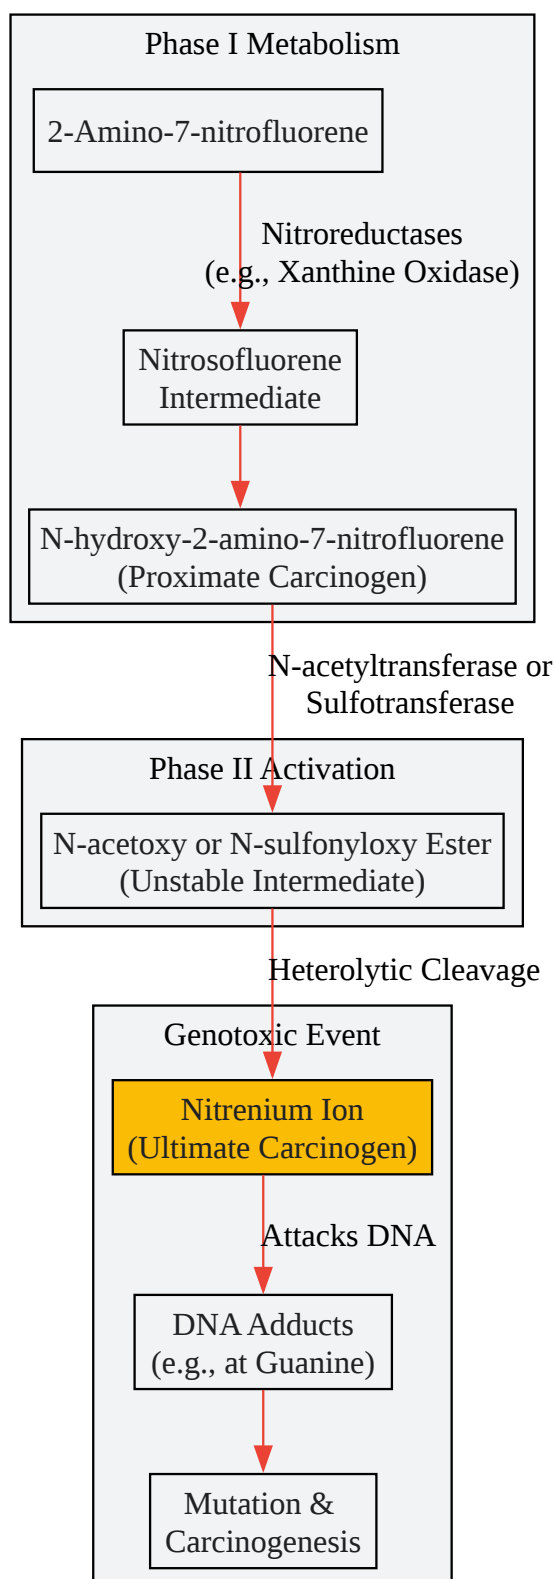 Phase I Metabolism
2-Amino-7-nitrofluorene
Nitroreductases
(e.g., Xanthine Oxidase)
Nitrosofluorene
Intermediate
N-hydroxy-2-amino-7-nitrofluorene
(Proximate Carcinogen)
N-acetyltransferase or
Sulfotransferase
Phase II Activation
N-acetoxy or N-sulfonyloxy Ester
(Unstable Intermediate)
Heterolytic Cleavage
Genotoxic Event
Nitrenium Ion
(Ultimate Carcinogen)
Attacks DNA
DNA Adducts
(e.g., at Guanine)
Mutation &
Carcinogenesis